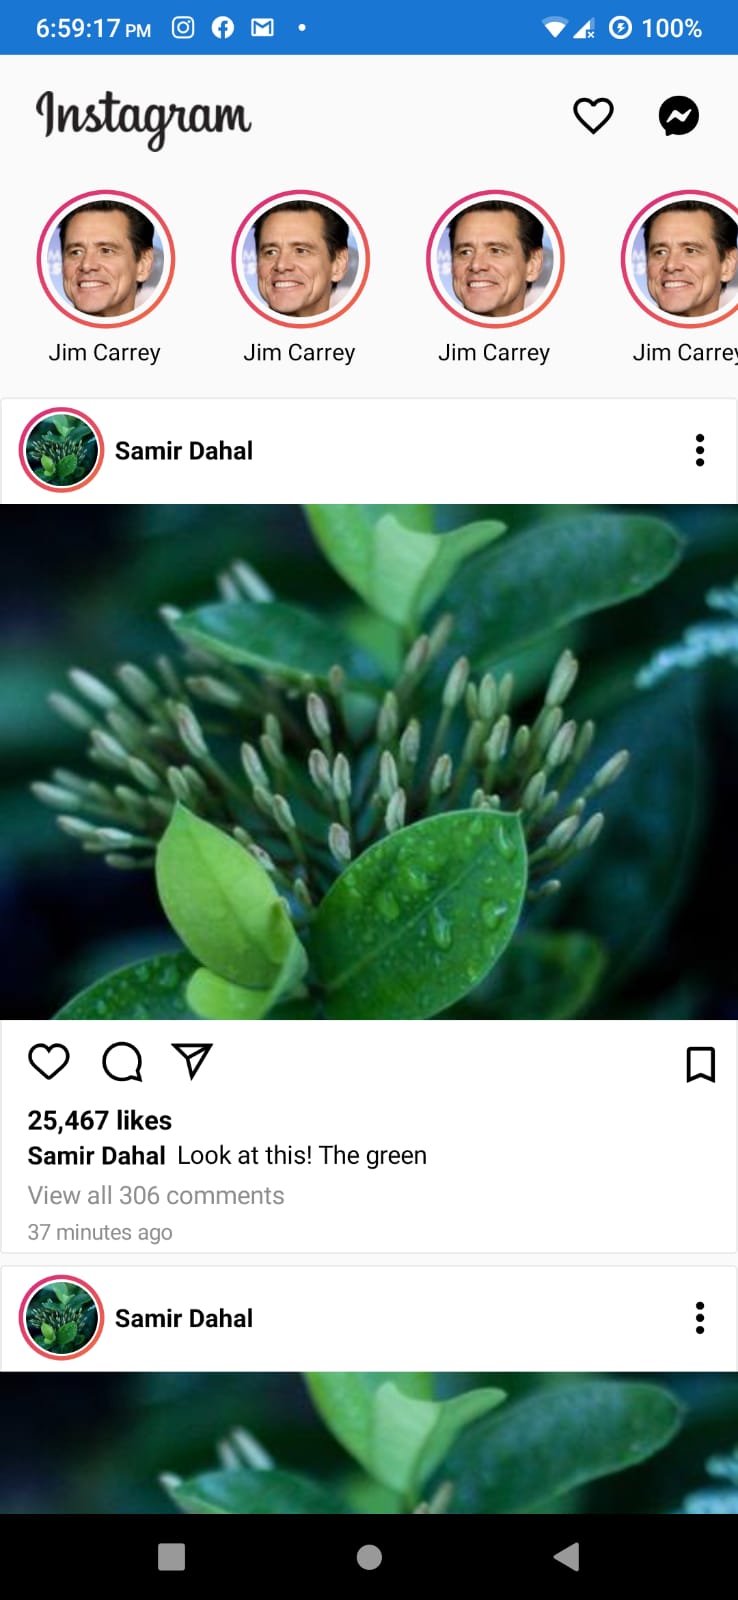 6:59:17 PM 100%
Instagram
Jim Carrey Jim Carrey Jim Carrey Jim Carrey
Samir Dahal
25,467 likes
Samir Dahal Look at this! The green
View all 306 comments
37 minutes ago
Samir Dahal